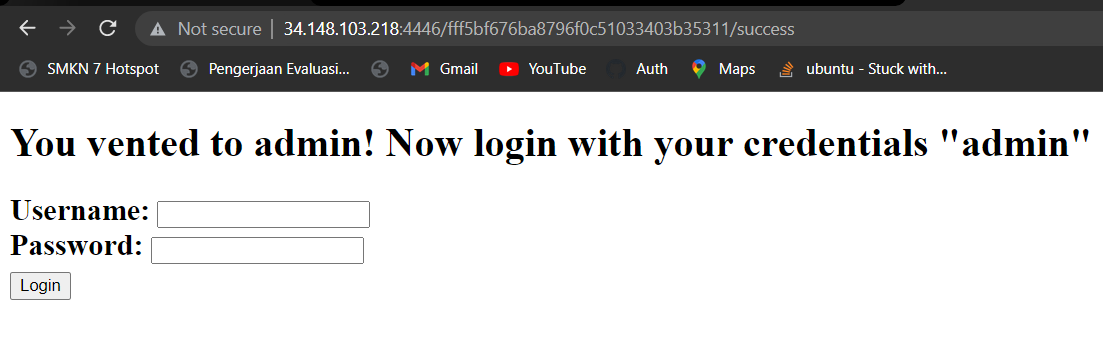 Not secure | 34.148.103.218:4446/fff5bf676ba8796f0c51033403b35311/success
SMKN 7 Hotspot Pengerjaan Evaluasi... Gmail YouTube Auth Maps ubuntu - Stuck with...
You vented to admin! Now login with your credentials "admin"
Username:
Password:
Login